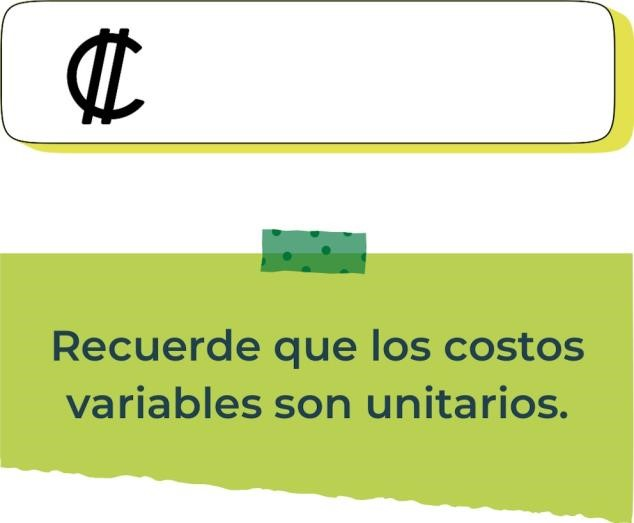 ₡
Recuerde que los costos
variables son unitarios.